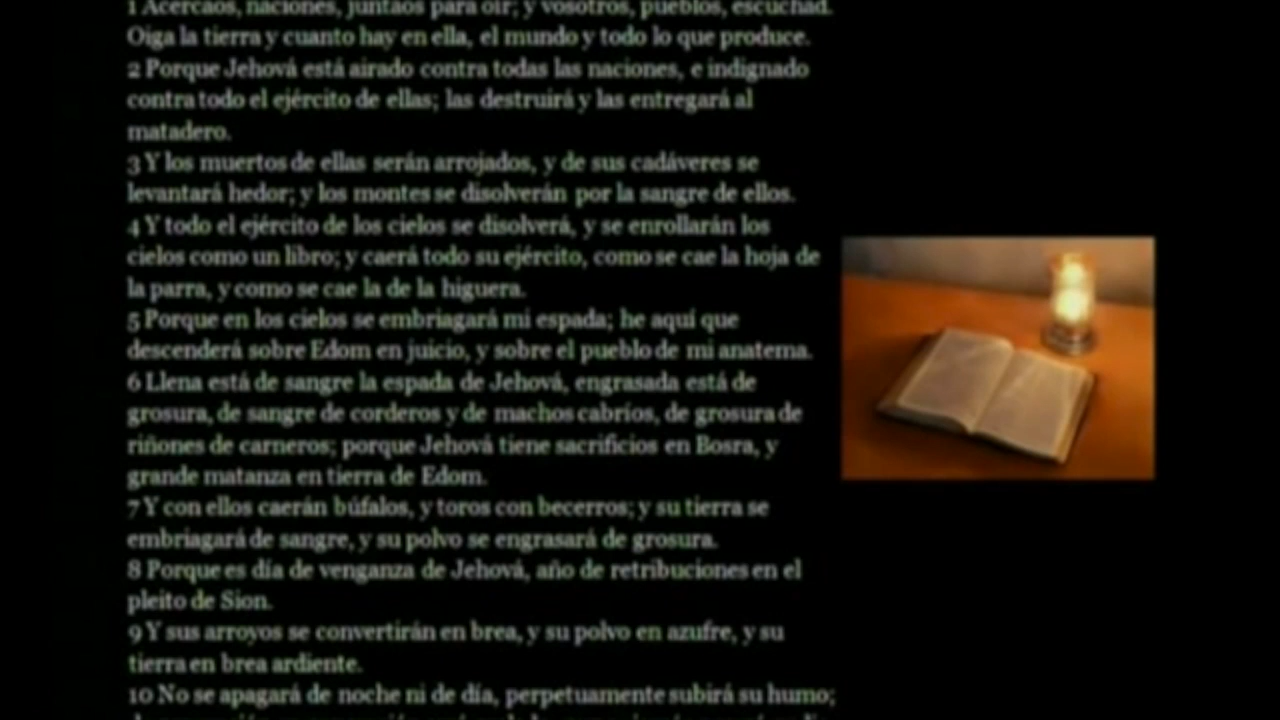 1 Acercaos, naciones, juntaos para oír; y vosotros, pueblos, escuchad.
Oiga la tierra y cuanto hay en ella, el mundo y todo lo que produce.
2 Porque Jehová está airado contra todas las naciones, e indignado
contra todo el ejército de ellas; las destruirá y las entregará al
matadero.
3 Y los muertos de ellas serán arrojados, y de sus cadáveres se
levantará hedor; y los montes se disolverán por la sangre de ellos.
4 Y todo el ejército de los cielos se disolverá, y se enrollarán los
cielos como un libro; y caerá todo su ejército, como se cae la hoja de
la parra, y como se cae la de la higuera.
5 Porque en los cielos se embriagará mi espada; he aquí que
descenderá sobre Edom en juicio, y sobre el pueblo de mi anatema.
6 Llena está de sangre la espada de Jehová, engrasada está de
grosura, de sangre de corderos y de machos cabríos, de grosura de
riñones de carneros; porque Jehová tiene sacrificios en Bosra, y
grande matanza en tierra de Edom.
7 Y con ellos caerán búfalos, y toros con becerros; y su tierra se
embriagará de sangre, y su polvo se engrasará de grosura.
8 Porque es día de venganza de Jehová, año de retribuciones en el
pleito de Sion.
9 Y sus arroyos se convertirán en brea, y su polvo en azufre, y su
tierra en brea ardiente.
10 No se apagará de noche ni de día, perpetuamente subirá su humo;